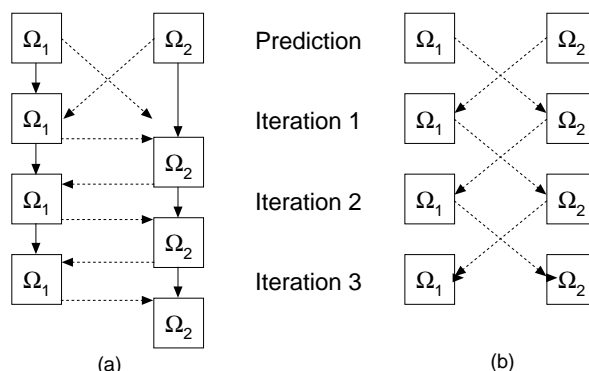 Ω1 Ω2 Prediction Ω1 Ω2
Ω1 Iteration 1 Ω1 Ω2
Ω2
Ω1 Iteration 2 Ω1 Ω2
Ω2
Ω1 Iteration 3 Ω1 Ω2
Ω2
(a) (b)